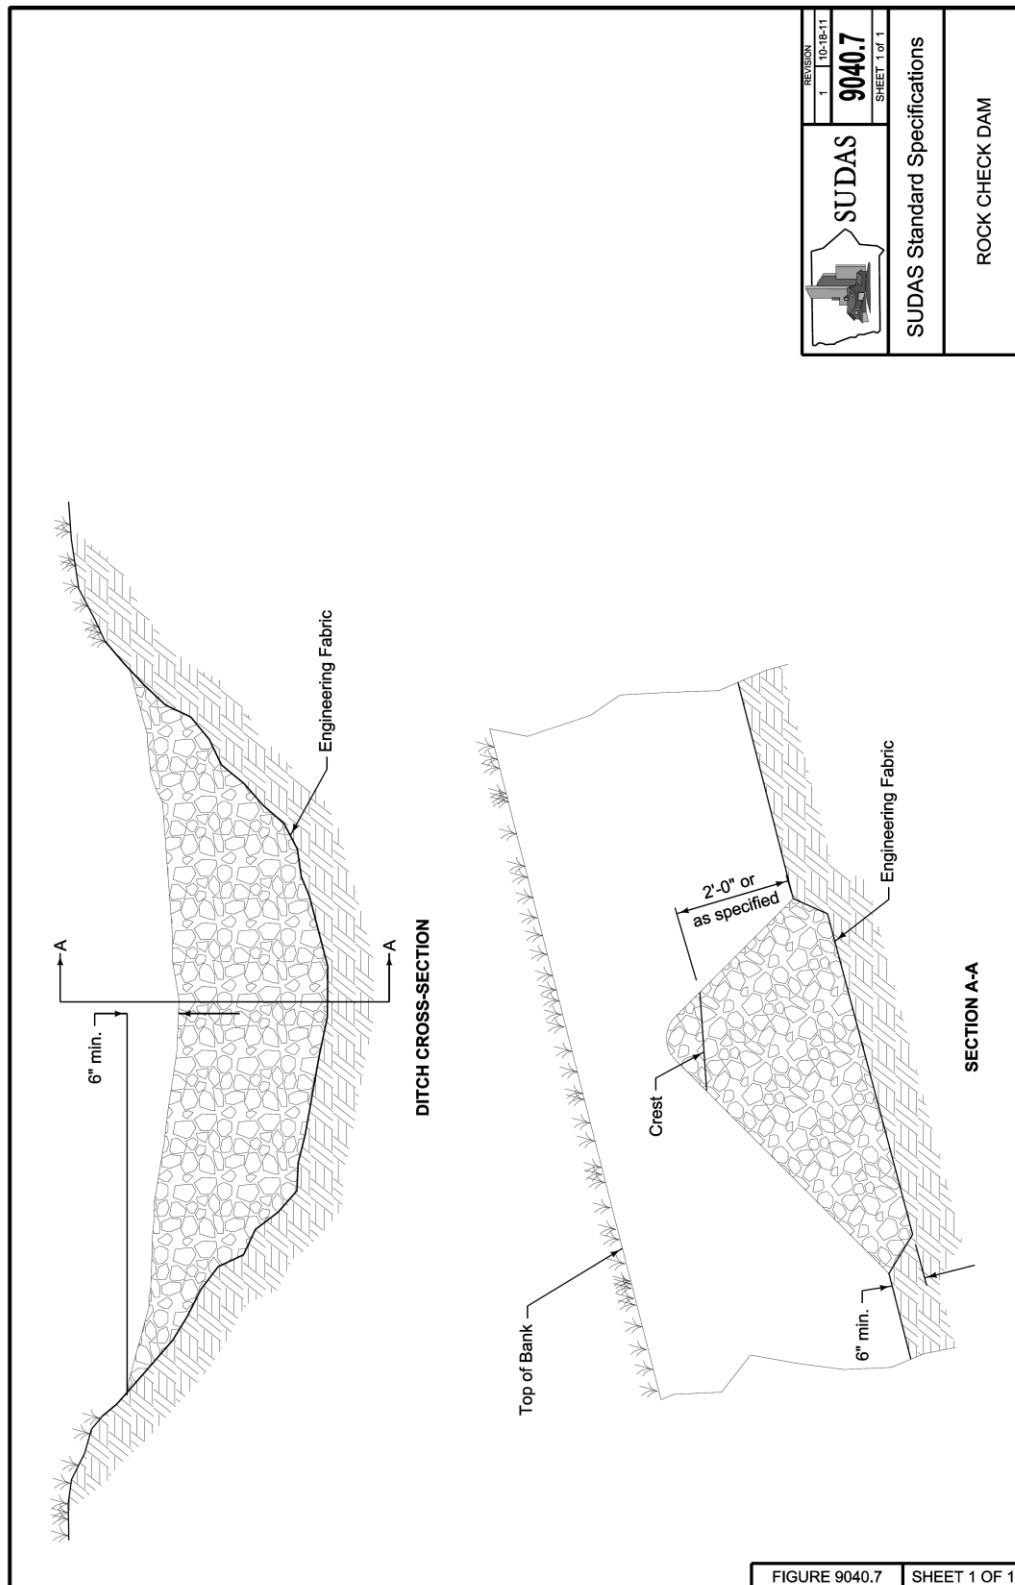 A
A
6" min.
Engineering Fabric
DITCH CROSS-SECTION
Top of Bank
Crest
2'-0" or
as specified
6" min.
Engineering Fabric
SECTION A-A
SUDAS
REVISION
1 10-18-11
9040.7
SHEET 1 of 1
SUDAS Standard Specifications
ROCK CHECK DAM
FIGURE 9040.7 SHEET 1 OF 1